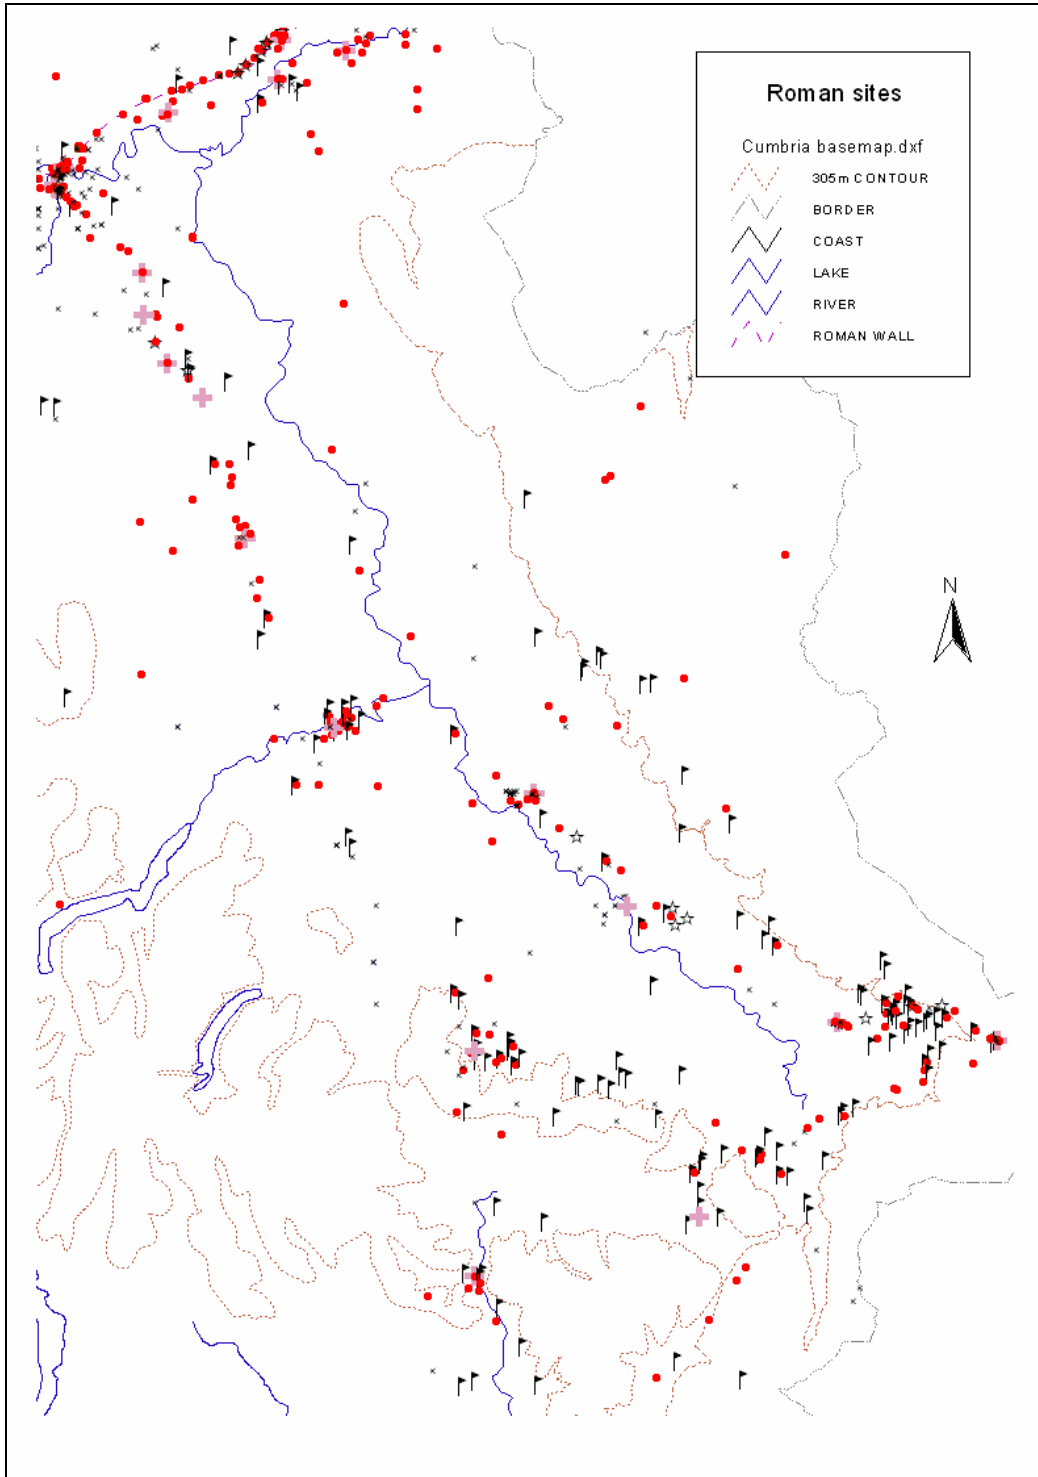 Roman sites
Cumbria basemap.dxf
305m CONTOUR
BORDER
COAST
LAKE
RIVER
ROMAN WALL
N